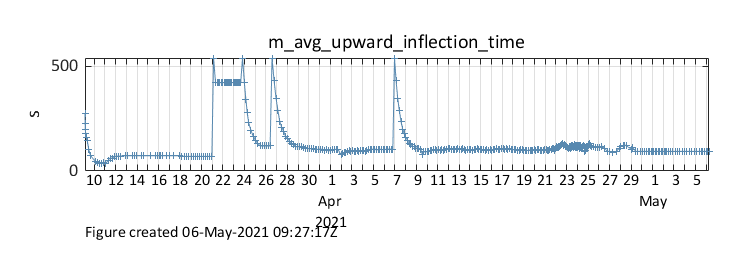 m_avg_upward_inflection_time
500
s
0
10 12 14 16 18 20 22 24 26 28 30 1 3 5 7 9 11 13 15 17 19 21 23 25 27 29 1 3 5
Apr May
2021
Figure created 06-May-2021 09:27:17Z